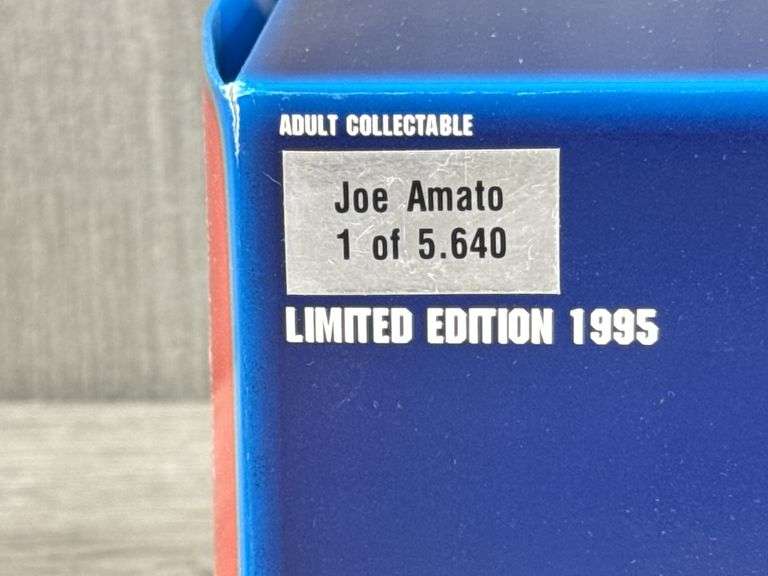 ADULT COLLECTABLE
Joe Amato
1 of 5.640
LIMITED EDITION 1995